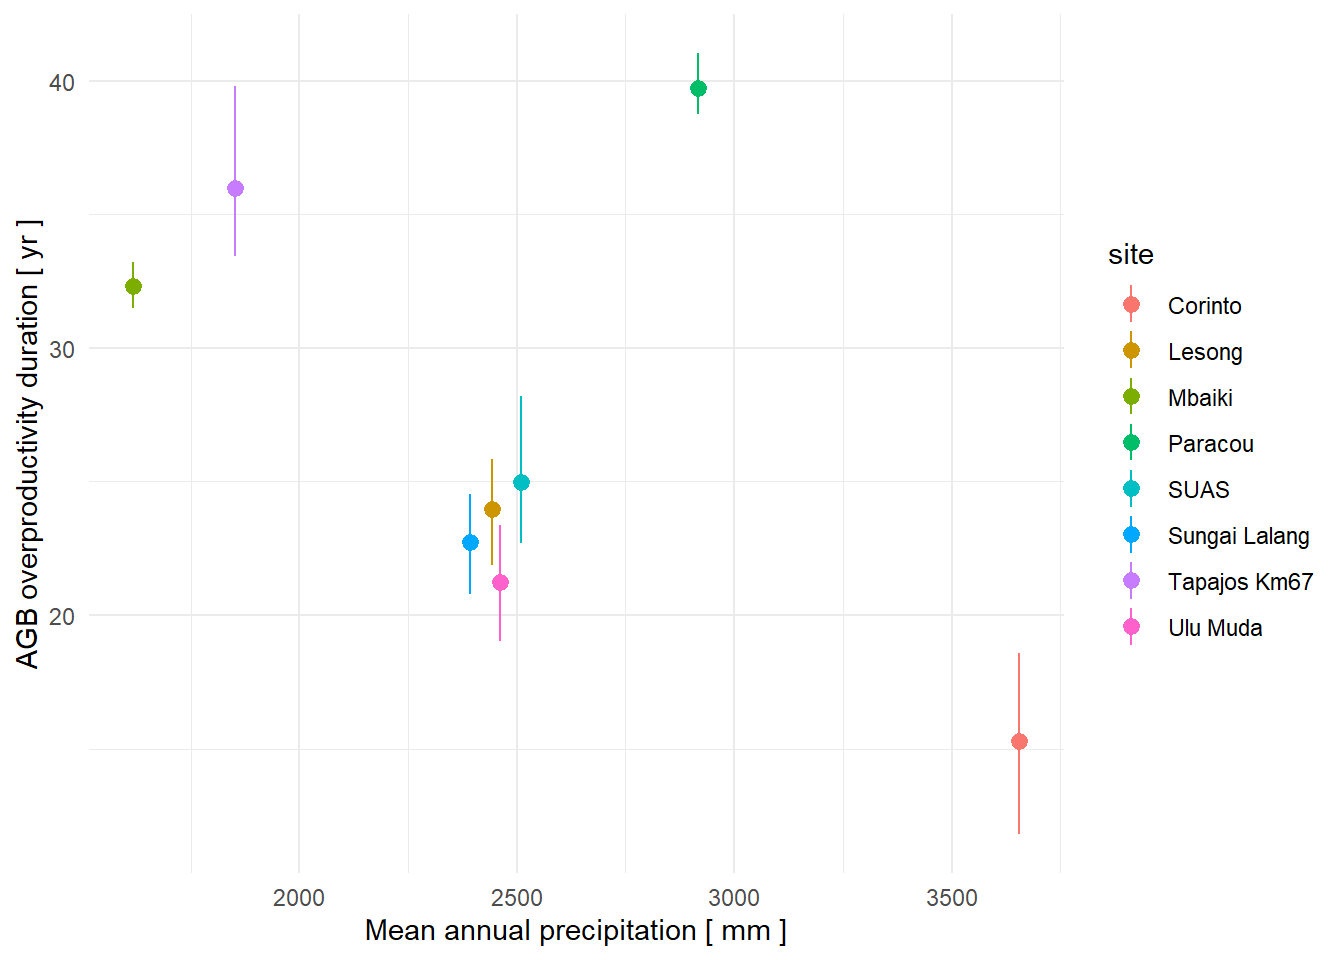 40
30
20
AGB overproductivity duration [ yr ]
2000
2500
3000
3500
Mean annual precipitation [ mm ]
site
Corinto
Lesong
Mbaiki
Paracou
SUAS
Sungai Lalang
Tapajos Km67
Ulu Muda